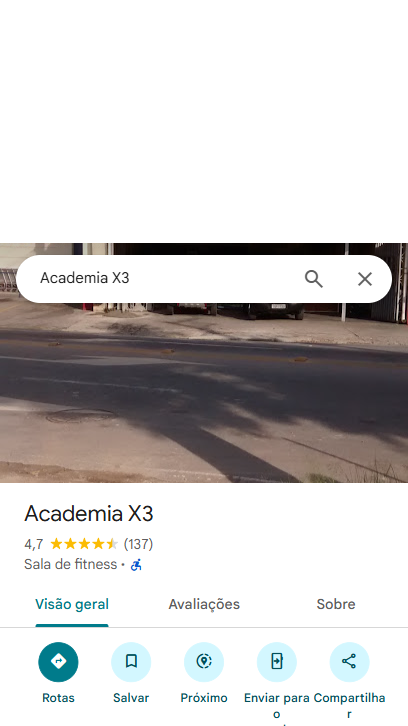 Academia X3
Academia X3
4,7 (137)
Sala de fitness ·
Visão geral Avaliações Sobre
Rotas Salvar Próximo Enviar para o Compartilhar